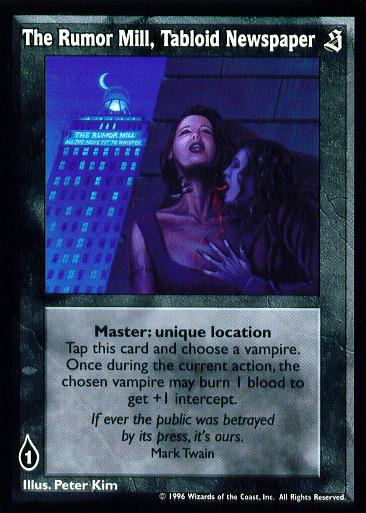 The Rumor Mill, Tabloid Newspaper
THE RUMOR MILL
ALL THE NEWS FIT TO WHISPER
Master: unique location
Tap this card and choose a vampire.
Once during the current action, the
chosen vampire may burn 1 blood to
get +1 intercept.
If ever the public was betrayed
by its press, it's ours.
Mark Twain
1
Illus. Peter Kim
© 1996 Wizards of the Coast, Inc. All Rights Reserved.